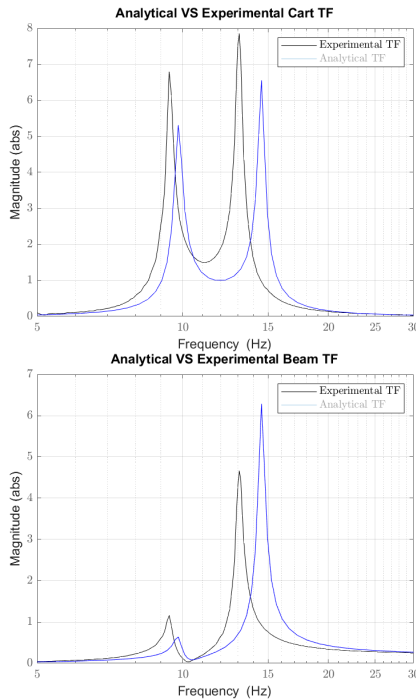 Analytical VS Experimental Cart TF
8
Experimental TF
Analytical TF
7
6
5
4
3
2
1
0
Magnitude (abs)
5 10 15 20 25 30
Frequency (Hz)
Analytical VS Experimental Beam TF
7
Experimental TF
Analytical TF
6
5
4
3
2
1
0
Magnitude (abs)
5 10 15 20 25 30
Frequency (Hz)